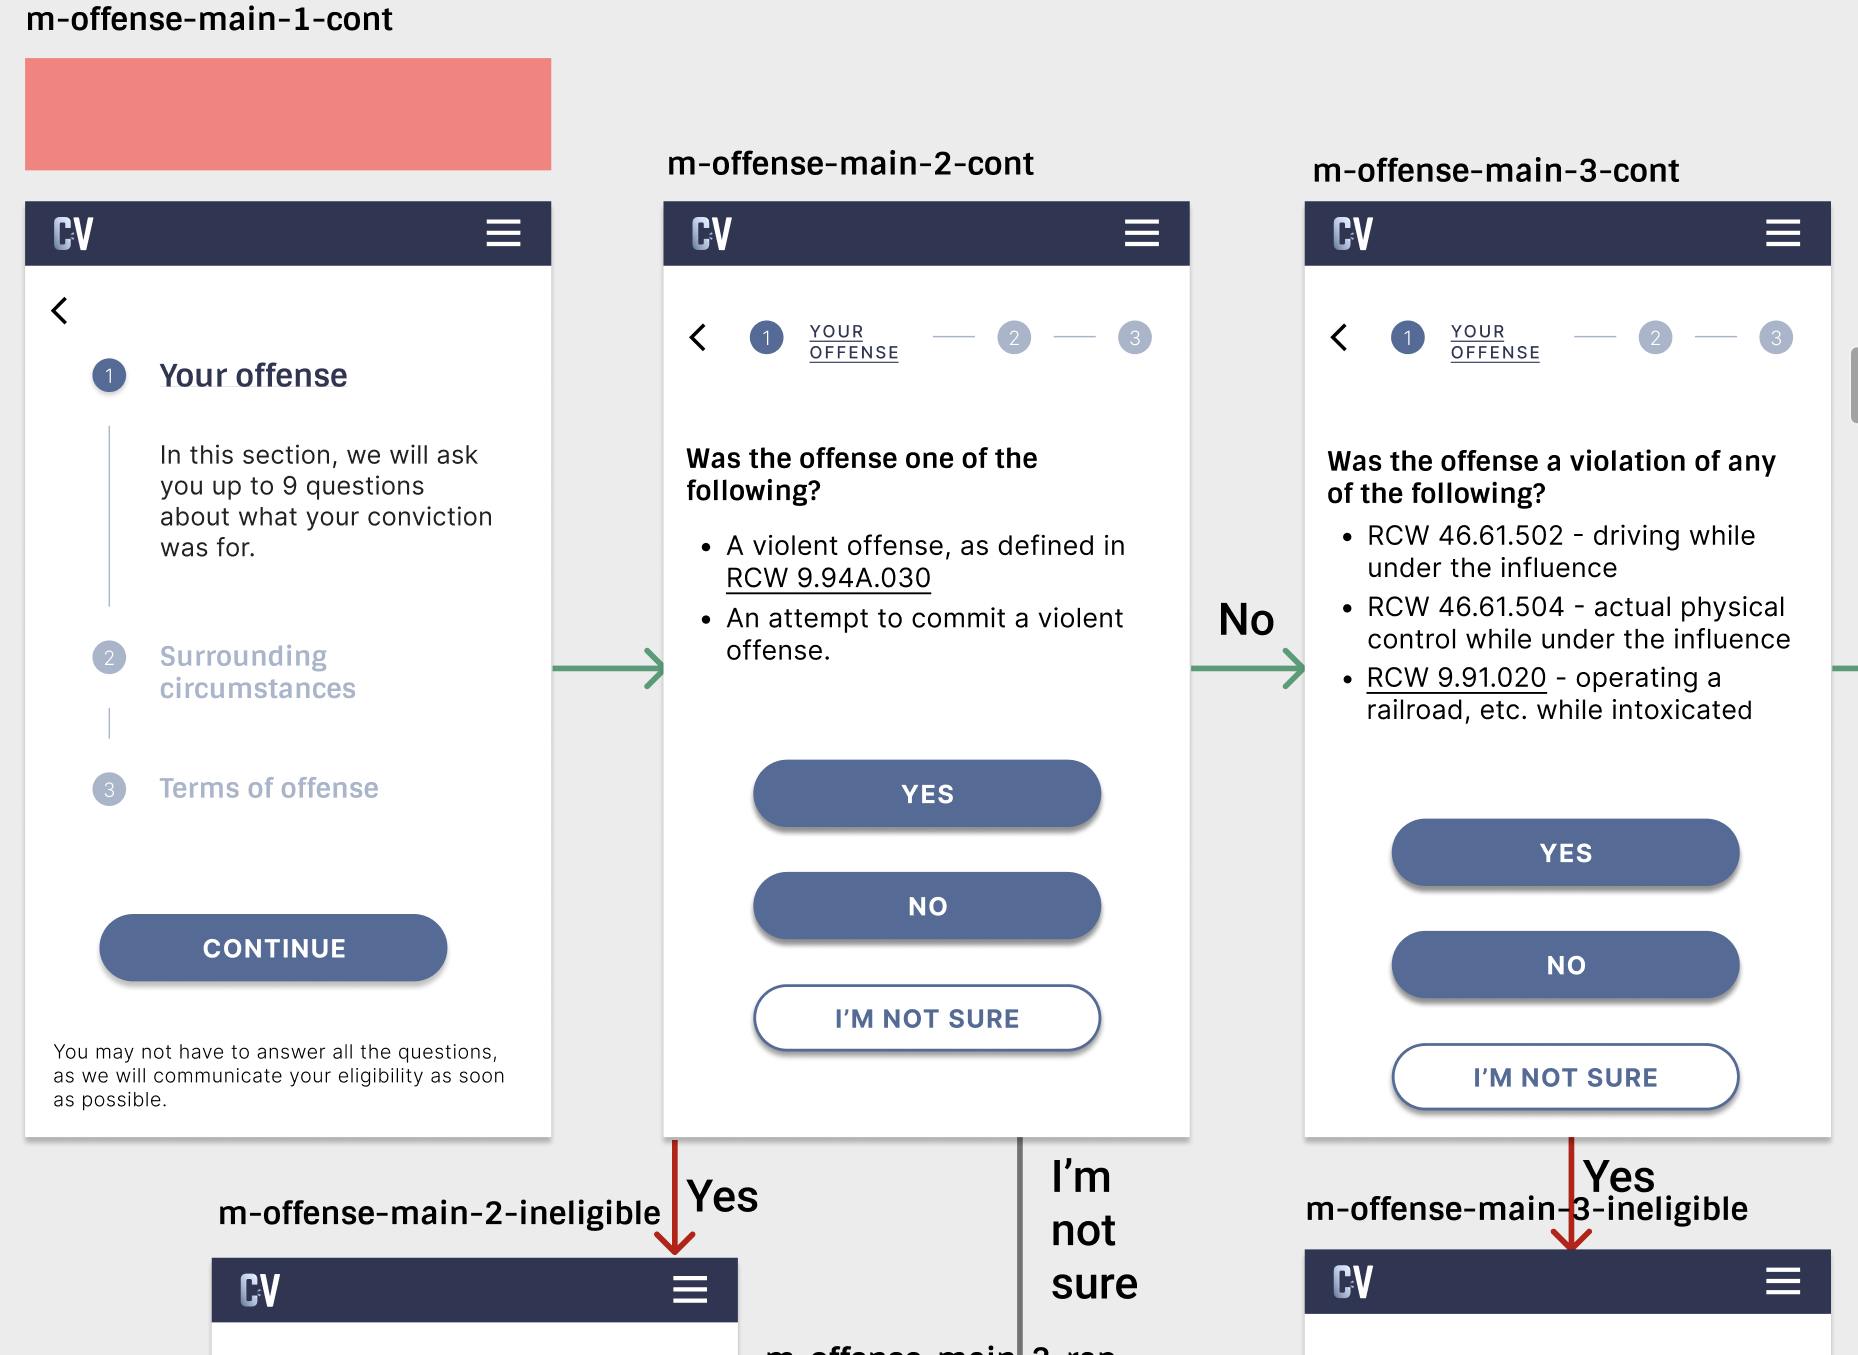 m-offense-main-1-cont
CV
Your offense
1
In this section, we will ask
you up to 9 questions
about what your conviction
was for.
2
Surrounding
circumstances
3
Terms of offense
CONTINUE
You may not have to answer all the questions,
as we will communicate your eligibility as soon
as possible.
m-offense-main-2-cont
CV
1
YOUR
OFFENSE
2
3
Was the offense one of the
following?
• A violent offense, as defined in
RCW 9.94A.030
• An attempt to commit a violent
offense.
YES
NO
I'M NOT SURE
No
m-offense-main-3-cont
CV
1
YOUR
OFFENSE
2
3
Was the offense a violation of any
of the following?
• RCW 46.61.502 - driving while
under the influence
• RCW 46.61.504 - actual physical
control while under the influence
• RCW 9.91.020 - operating a
railroad, etc. while intoxicated
YES
NO
I'M NOT SURE
Yes
m-offense-main-2-ineligible
CV
I'm
not
sure
Yes
m-offense-main-3-ineligible
CV